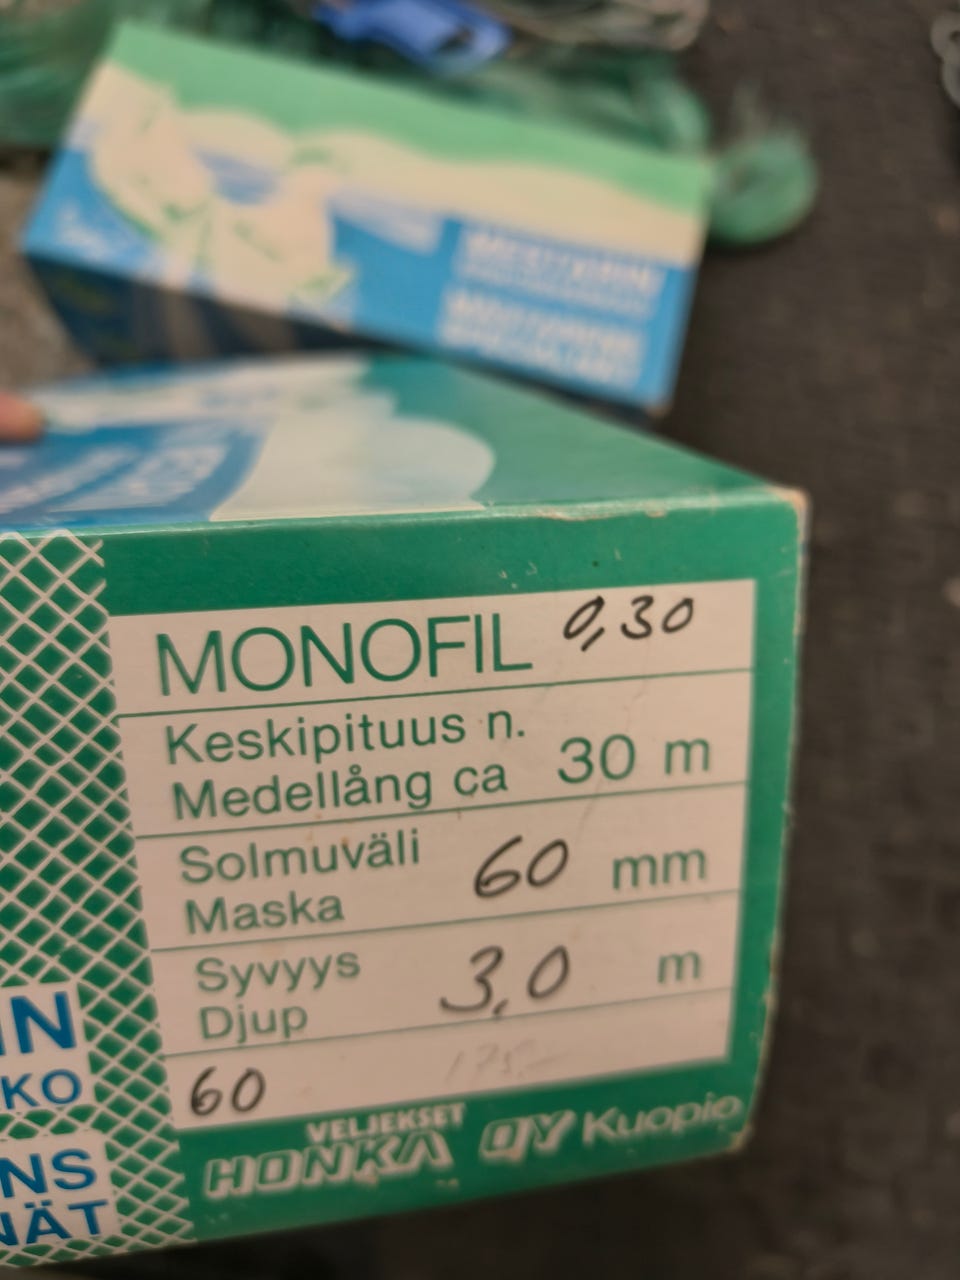 MONOFIL 0,30
Keskipituus n.
Medellång ca 30 m
Solmuväli
Maska 60 mm
Syvyys
Djup 3,0 m
60 175.-
VELJEKSET
HONKA OY Kuopio
IN
KO
NS
NÄT